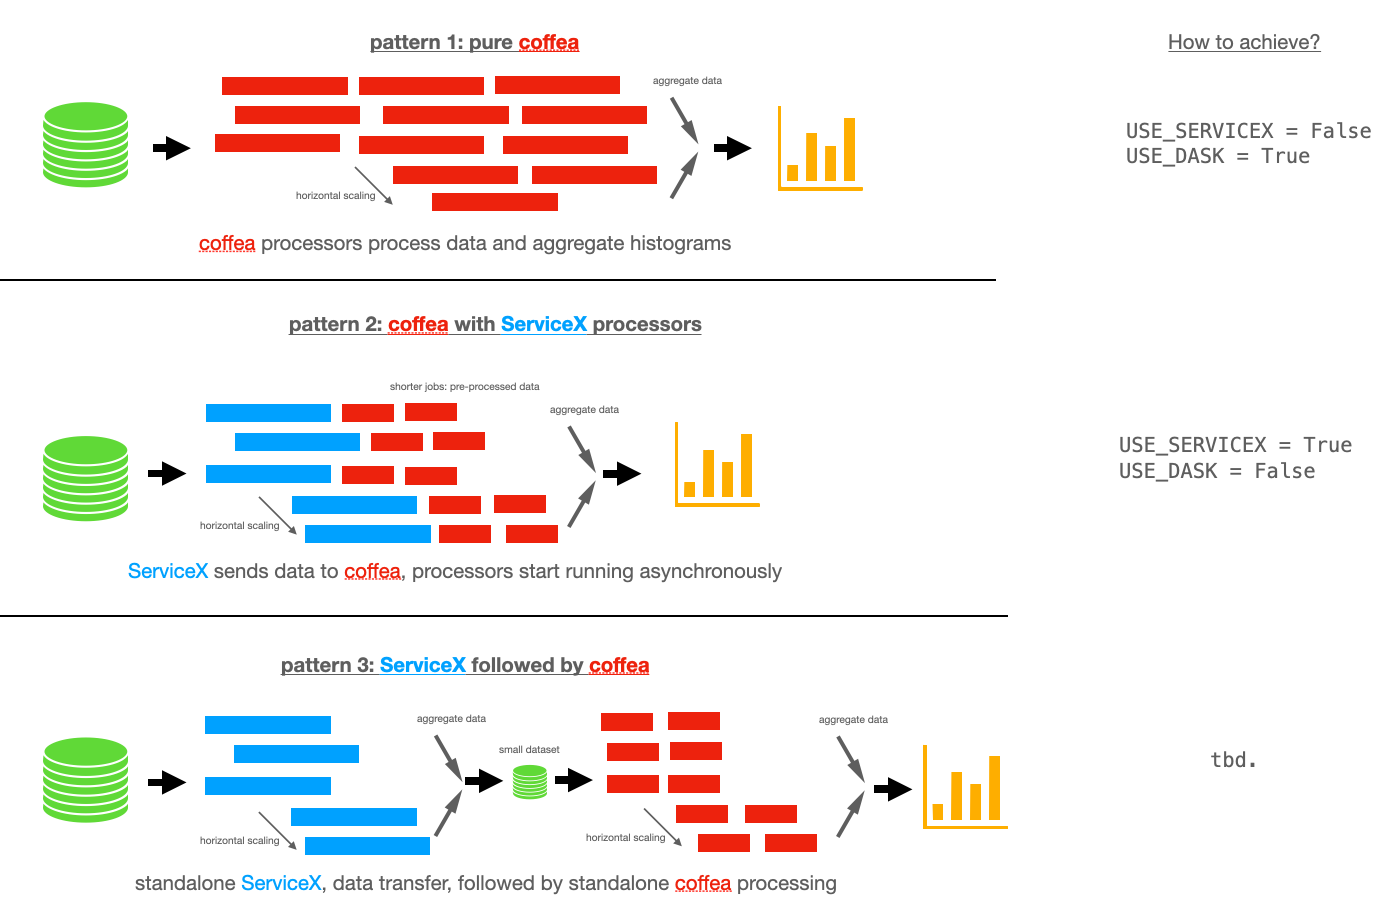 pattern 1: pure coffea
How to achieve?
aggregate data
USE_SERVICEX = False
USE_DASK = True
horizontal scaling
coffea processors process data and aggregate histograms
pattern 2: coffea with ServiceX processors
shorter jobs: pre-processed data
aggregate data
USE_SERVICEX = True
USE_DASK = False
horizontal scaling
ServiceX sends data to coffea, processors start running asynchronously
pattern 3: ServiceX followed by coffea
aggregate data
aggregate data
small dataset
tbd.
horizontal scaling
horizontal scaling
standalone ServiceX, data transfer, followed by standalone coffea processing